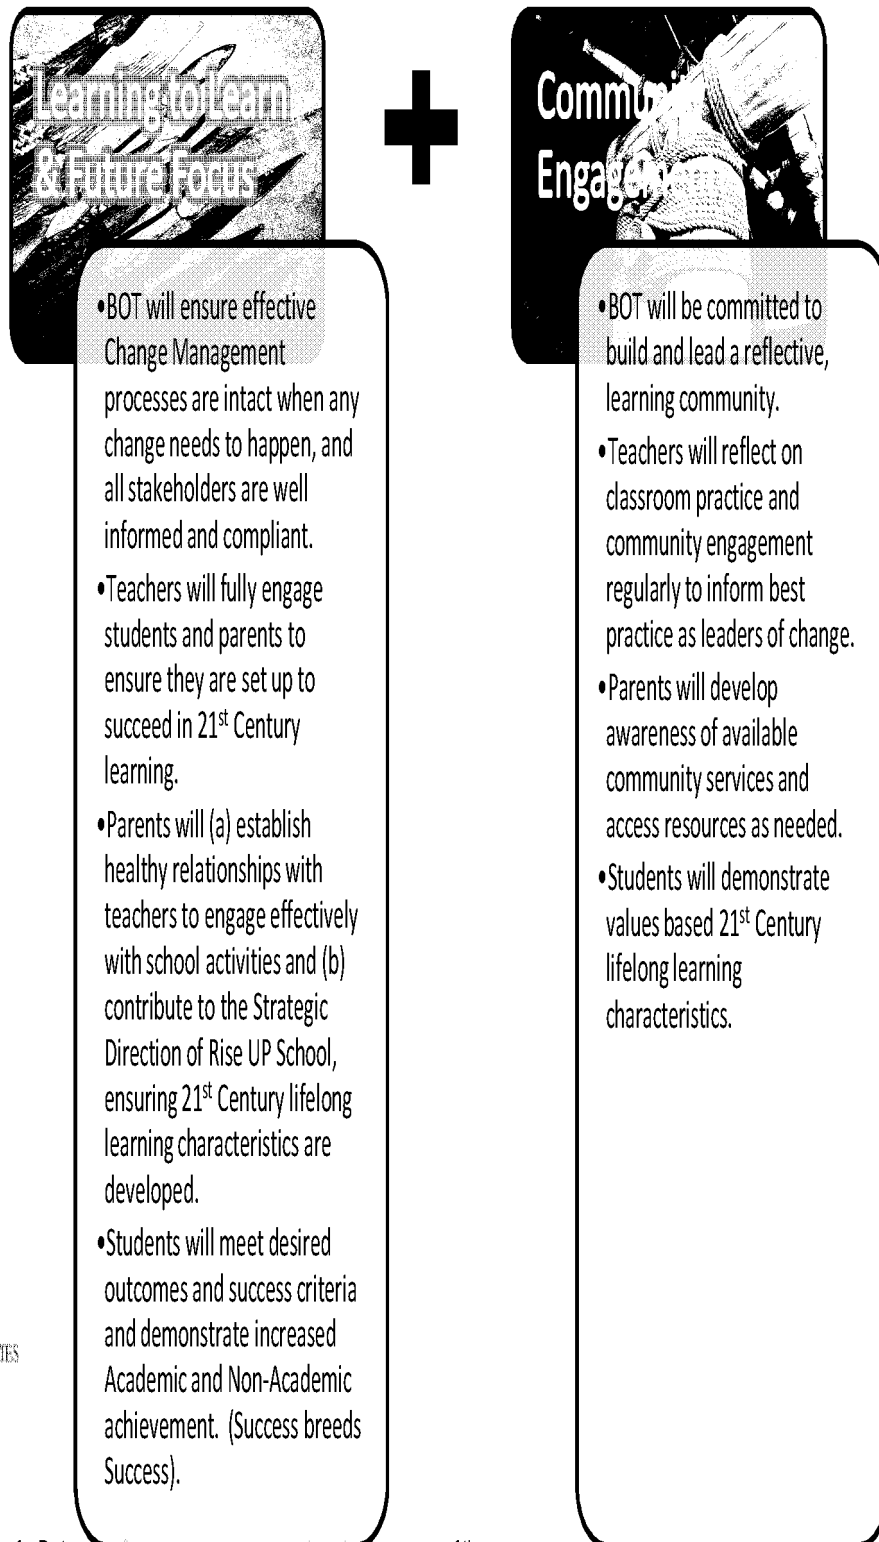 Learning to Learn
& Future Focus
•BOT will ensure effective
Change Management
processes are intact when any
change needs to happen, and
all stakeholders are well
informed and compliant.
•Teachers will fully engage
students and parents to
ensure they are set up to
succeed in 21st Century
learning.
•Parents will (a) establish
healthy relationships with
teachers to engage effectively
with school activities and (b)
contribute to the Strategic
Direction of Rise UP School,
ensuring 21st Century lifelong
learning characteristics are
developed.
•Students will meet desired
outcomes and success criteria
and demonstrate increased
Academic and Non-Academic
achievement. (Success breeds
Success).
+
Community
Engagement
•BOT will be committed to
build and lead a reflective,
learning community.
•Teachers will reflect on
classroom practice and
community engagement
regularly to inform best
practice as leaders of change.
•Parents will develop
awareness of available
community services and
access resources as needed.
•Students will demonstrate
values based 21st Century
lifelong learning
characteristics.